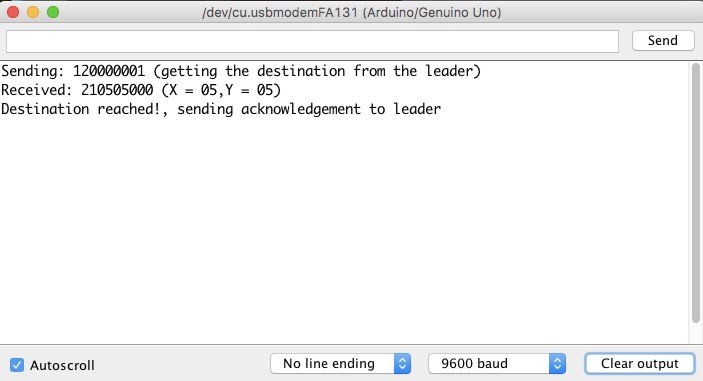 /dev/cu.usbmodemFA131 (Arduino/Genuino Uno)
Send
Sending: 120000001 (getting the destination from the leader)
Received: 210505000 (X = 05,Y = 05)
Destination reached!, sending acknowledgement to leader
Autoscroll
No line ending
9600 baud
Clear output